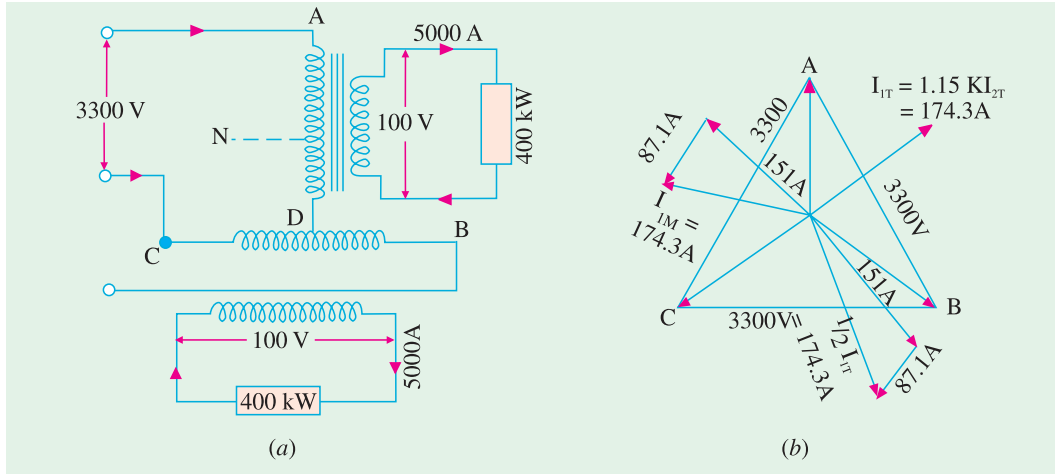 A
5000 A
3300 V
N
100 V
400 kW
D
B
C
100 V
5000A
400 kW
(a)
A
I1T = 1.15 KI2T
= 174.3A
87.1A
3300
151A
3300V
I1M =
174.3A
151A
C
B
3300V
1/2 I1T
= 174.3A
87.1A
(b)